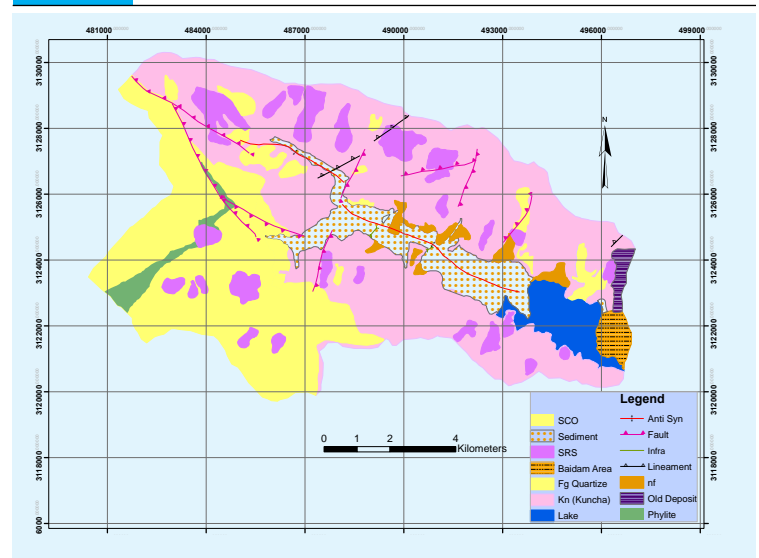 481000 484000 487000 490000 493000 496000 499000
3130000 3130000
3128000 3128000
3126000 3126000
3124000 3124000
3122000 3122000
3120000 3120000
3118000 3118000
6000 6000
N
0 1 2 4
Kilometers
Legend
SCO
Sediment
SRS
Baidam Area
Fg Quartize
Kn (Kuncha)
Lake
Anti Syn
Fault
Infra
Lineament
nf
Old Deposit
Phylite